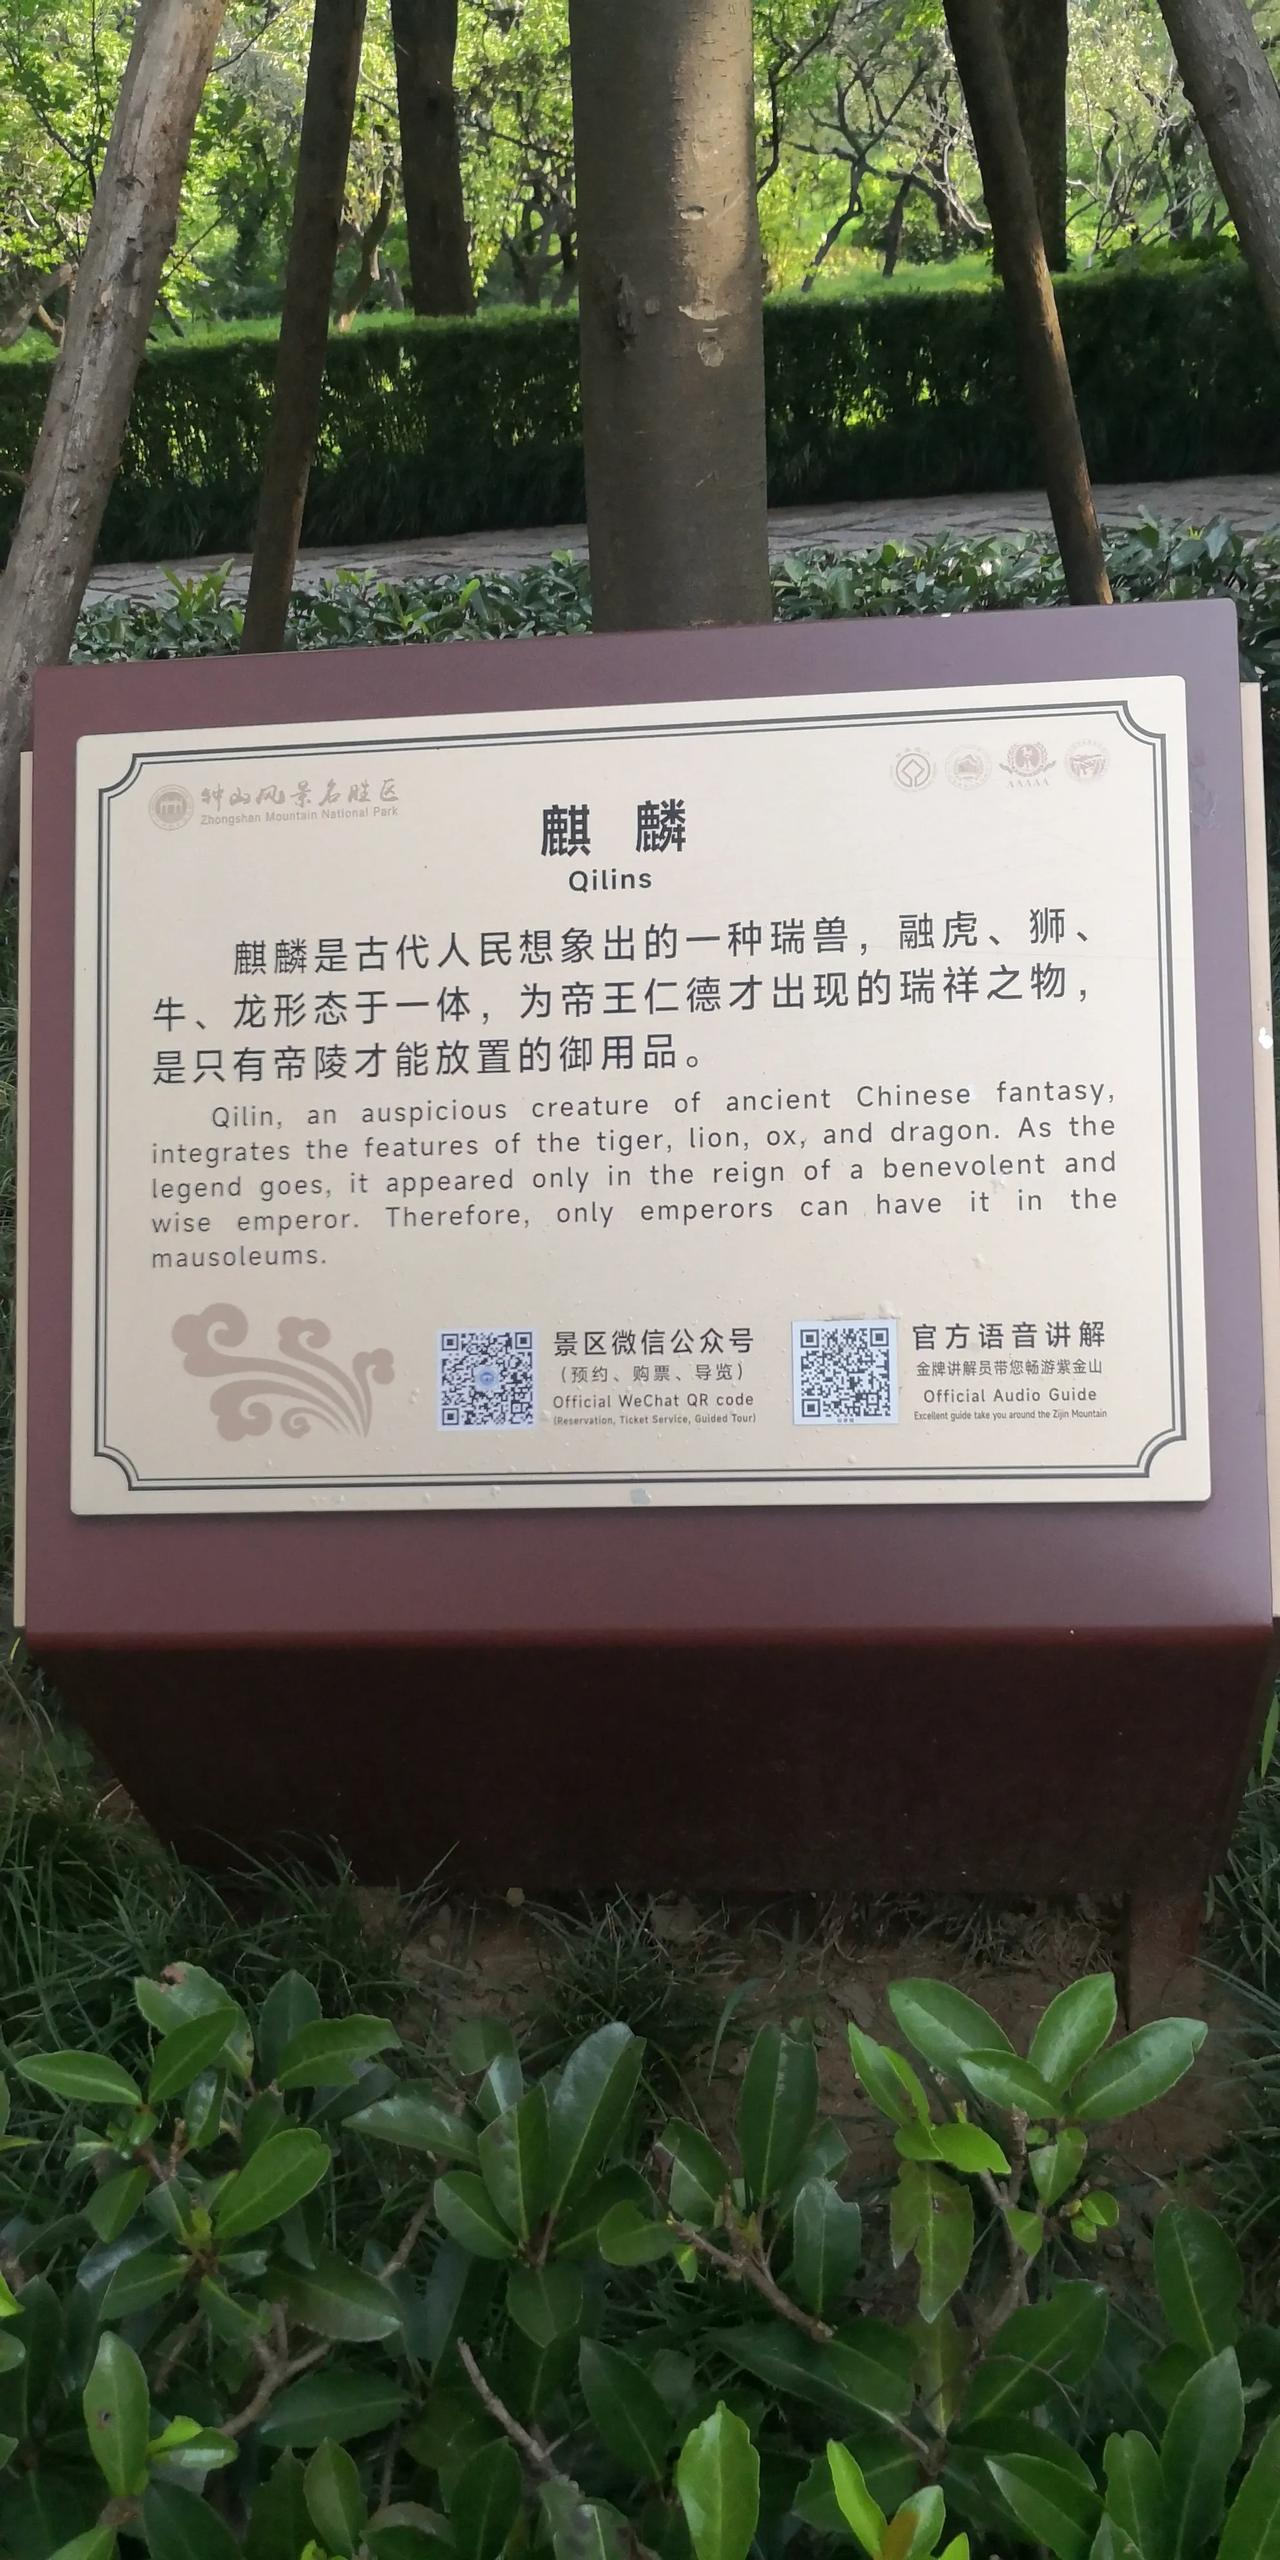 钟山风景名胜区
Zhongshan Mountain National Park
AAAAA
麒 麟
Qilins
麒麟是古代人民想象出的一种瑞兽，融虎、狮、
牛、龙形态于一体，为帝王仁德才出现的瑞祥之物，
是只有帝陵才能放置的御用品。
Qilin, an auspicious creature of ancient Chinese fantasy,
integrates the features of the tiger, lion, ox, and dragon. As the
legend goes, it appeared only in the reign of a benevolent and
wise emperor. Therefore, only emperors can have it in the
mausoleums.
景区微信公众号
（预约、购票、导览）
Official WeChat QR code
(Reservation, Ticket Service, Guided Tour)
官方语音讲解
金牌讲解员带您畅游紫金山
Official Audio Guide
Excellent guide take you around the Zijin Mountain